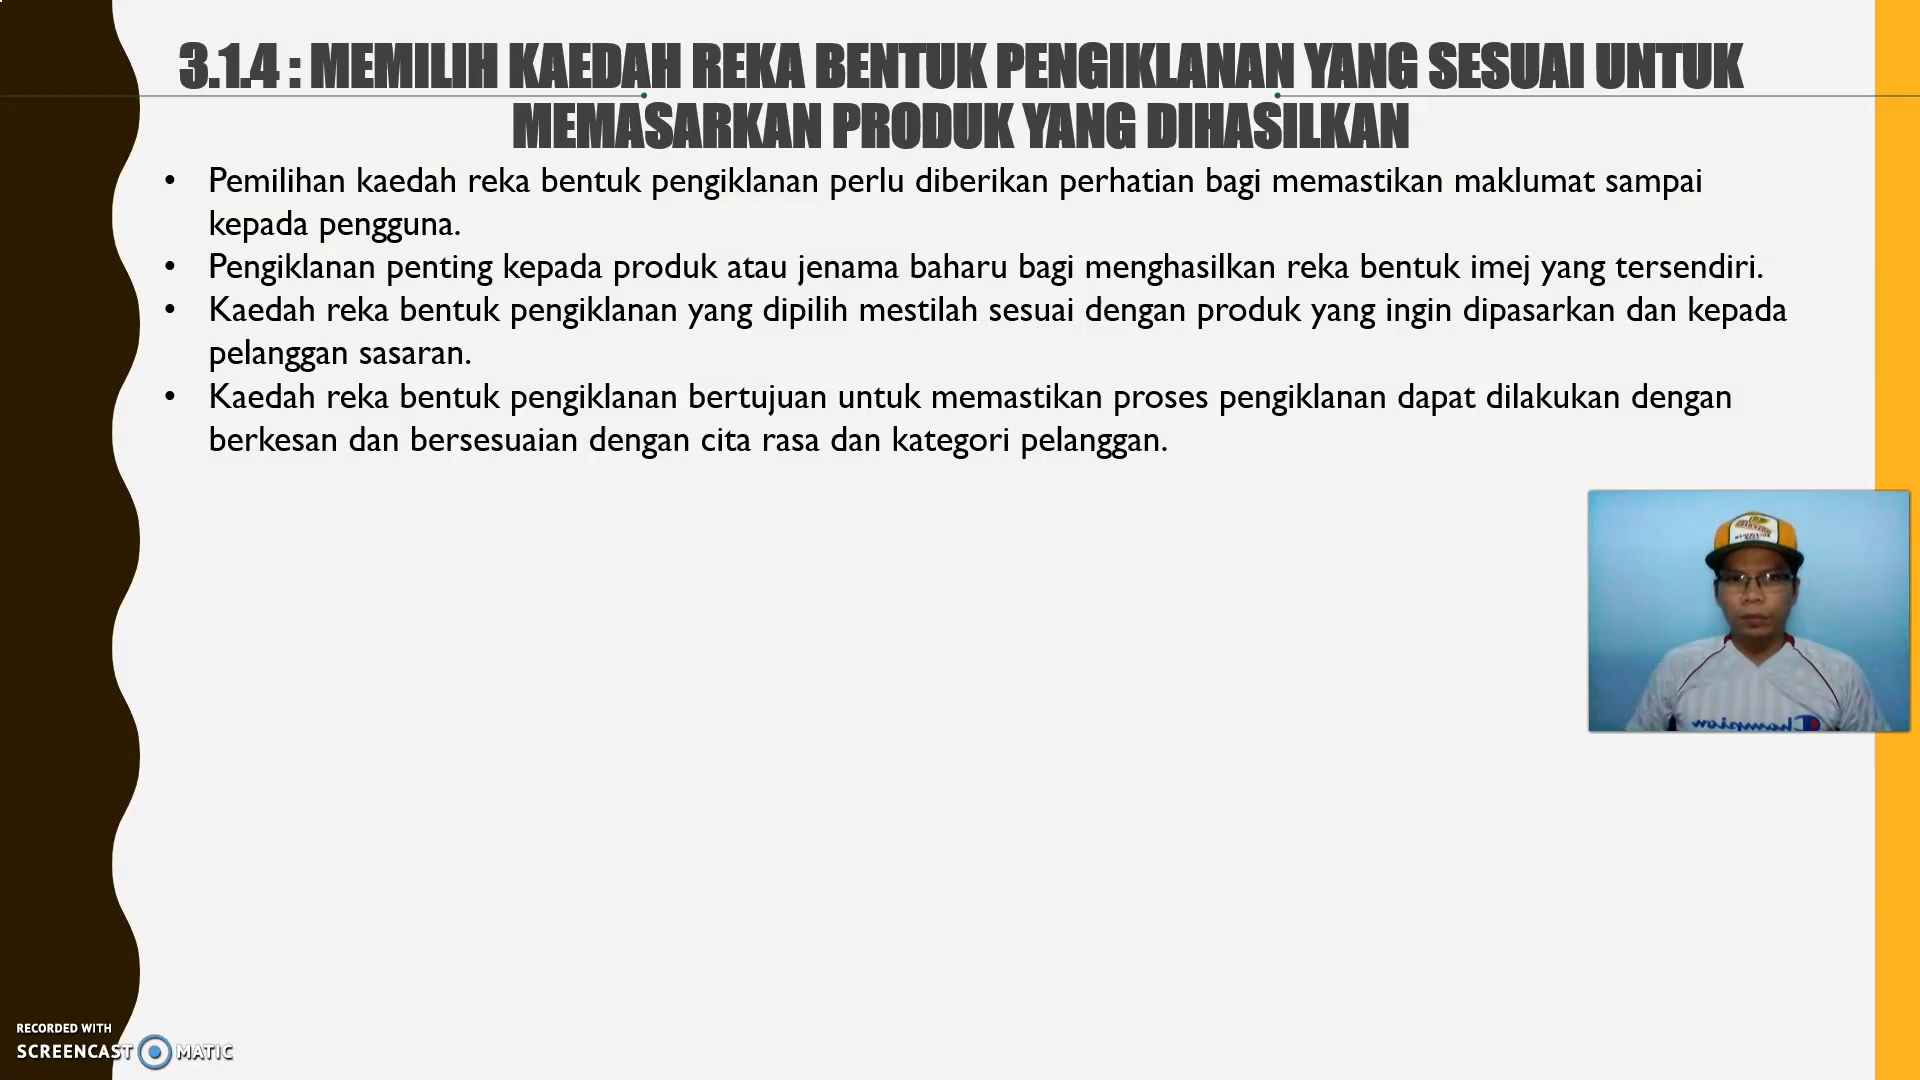 3.1.4 : MEMILIH KAEDAH REKA BENTUK PENGIKLANAN YANG SESUAI UNTUK
MEMASARKAN PRODUK YANG DIHASILKAN
• Pemilihan kaedah reka bentuk pengiklanan perlu diberikan perhatian bagi memastikan maklumat sampai
kepada pengguna.
• Pengiklanan penting kepada produk atau jenama baharu bagi menghasilkan reka bentuk imej yang tersendiri.
• Kaedah reka bentuk pengiklanan yang dipilih mestilah sesuai dengan produk yang ingin dipasarkan dan kepada
pelanggan sasaran.
• Kaedah reka bentuk pengiklanan bertujuan untuk memastikan proses pengiklanan dapat dilakukan dengan
berkesan dan bersesuaian dengan cita rasa dan kategori pelanggan.
Champion
RECORDED WITH
SCREENCAST MATIC